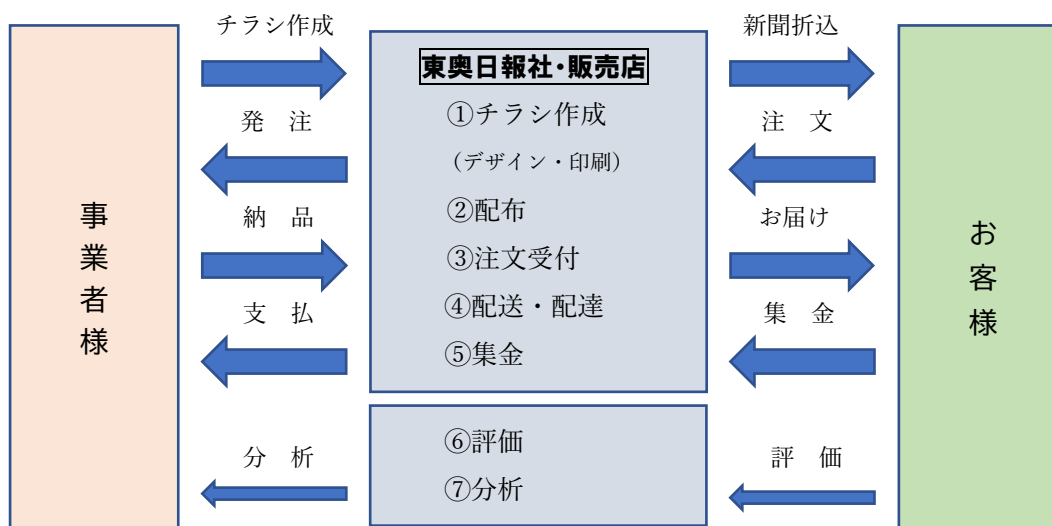 チラシ作成
新聞折込
東奥日報社・販売店
①チラシ作成
（デザイン・印刷）
②配布
③注文受付
④配送・配達
⑤集金
発　注
注　文
納　品
お届け
支　払
集　金
事業者様
お客様
⑥評価
⑦分析
分　析
評　価